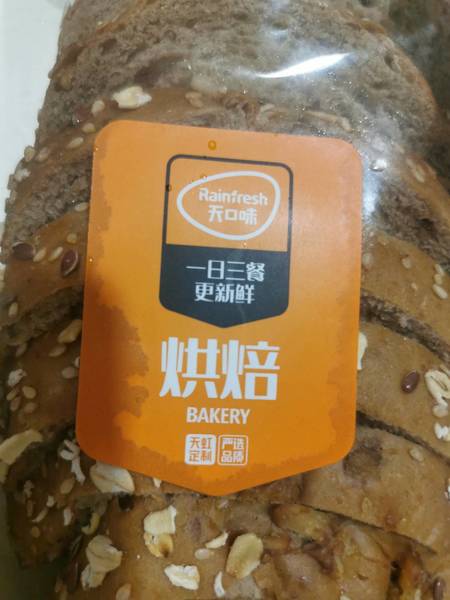 Rainfresh
天口味
一日三餐
更新鲜
烘焙
BAKERY
天虹 严选
定制 品质